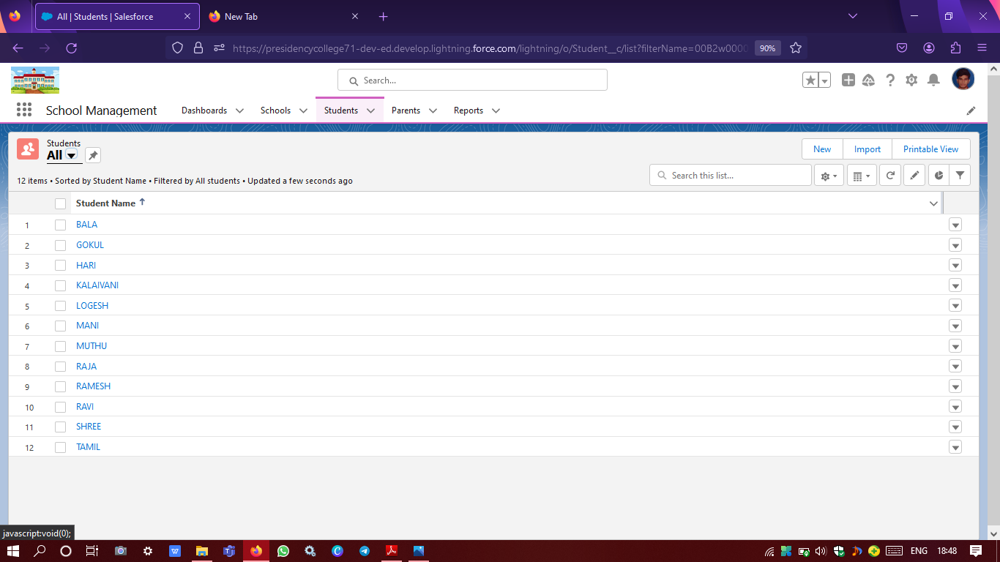 All | Students | Salesforce
New Tab
https://presidencycollege71-dev-ed.develop.lightning.force.com/lightning/o/Student__c/list?filterName=00B2w0000
90%
Search...
School Management
Dashboards
Schools
Students
Parents
Reports
Students
All
New
Import
Printable View
12 items • Sorted by Student Name • Filtered by All students • Updated a few seconds ago
Search this list...
Student Name
1 BALA
2 GOKUL
3 HARI
4 KALAIVANI
5 LOGESH
6 MANI
7 MUTHU
8 RAJA
9 RAMESH
10 RAVI
11 SHREE
12 TAMIL
javascript:void(0);
ENG
18:48